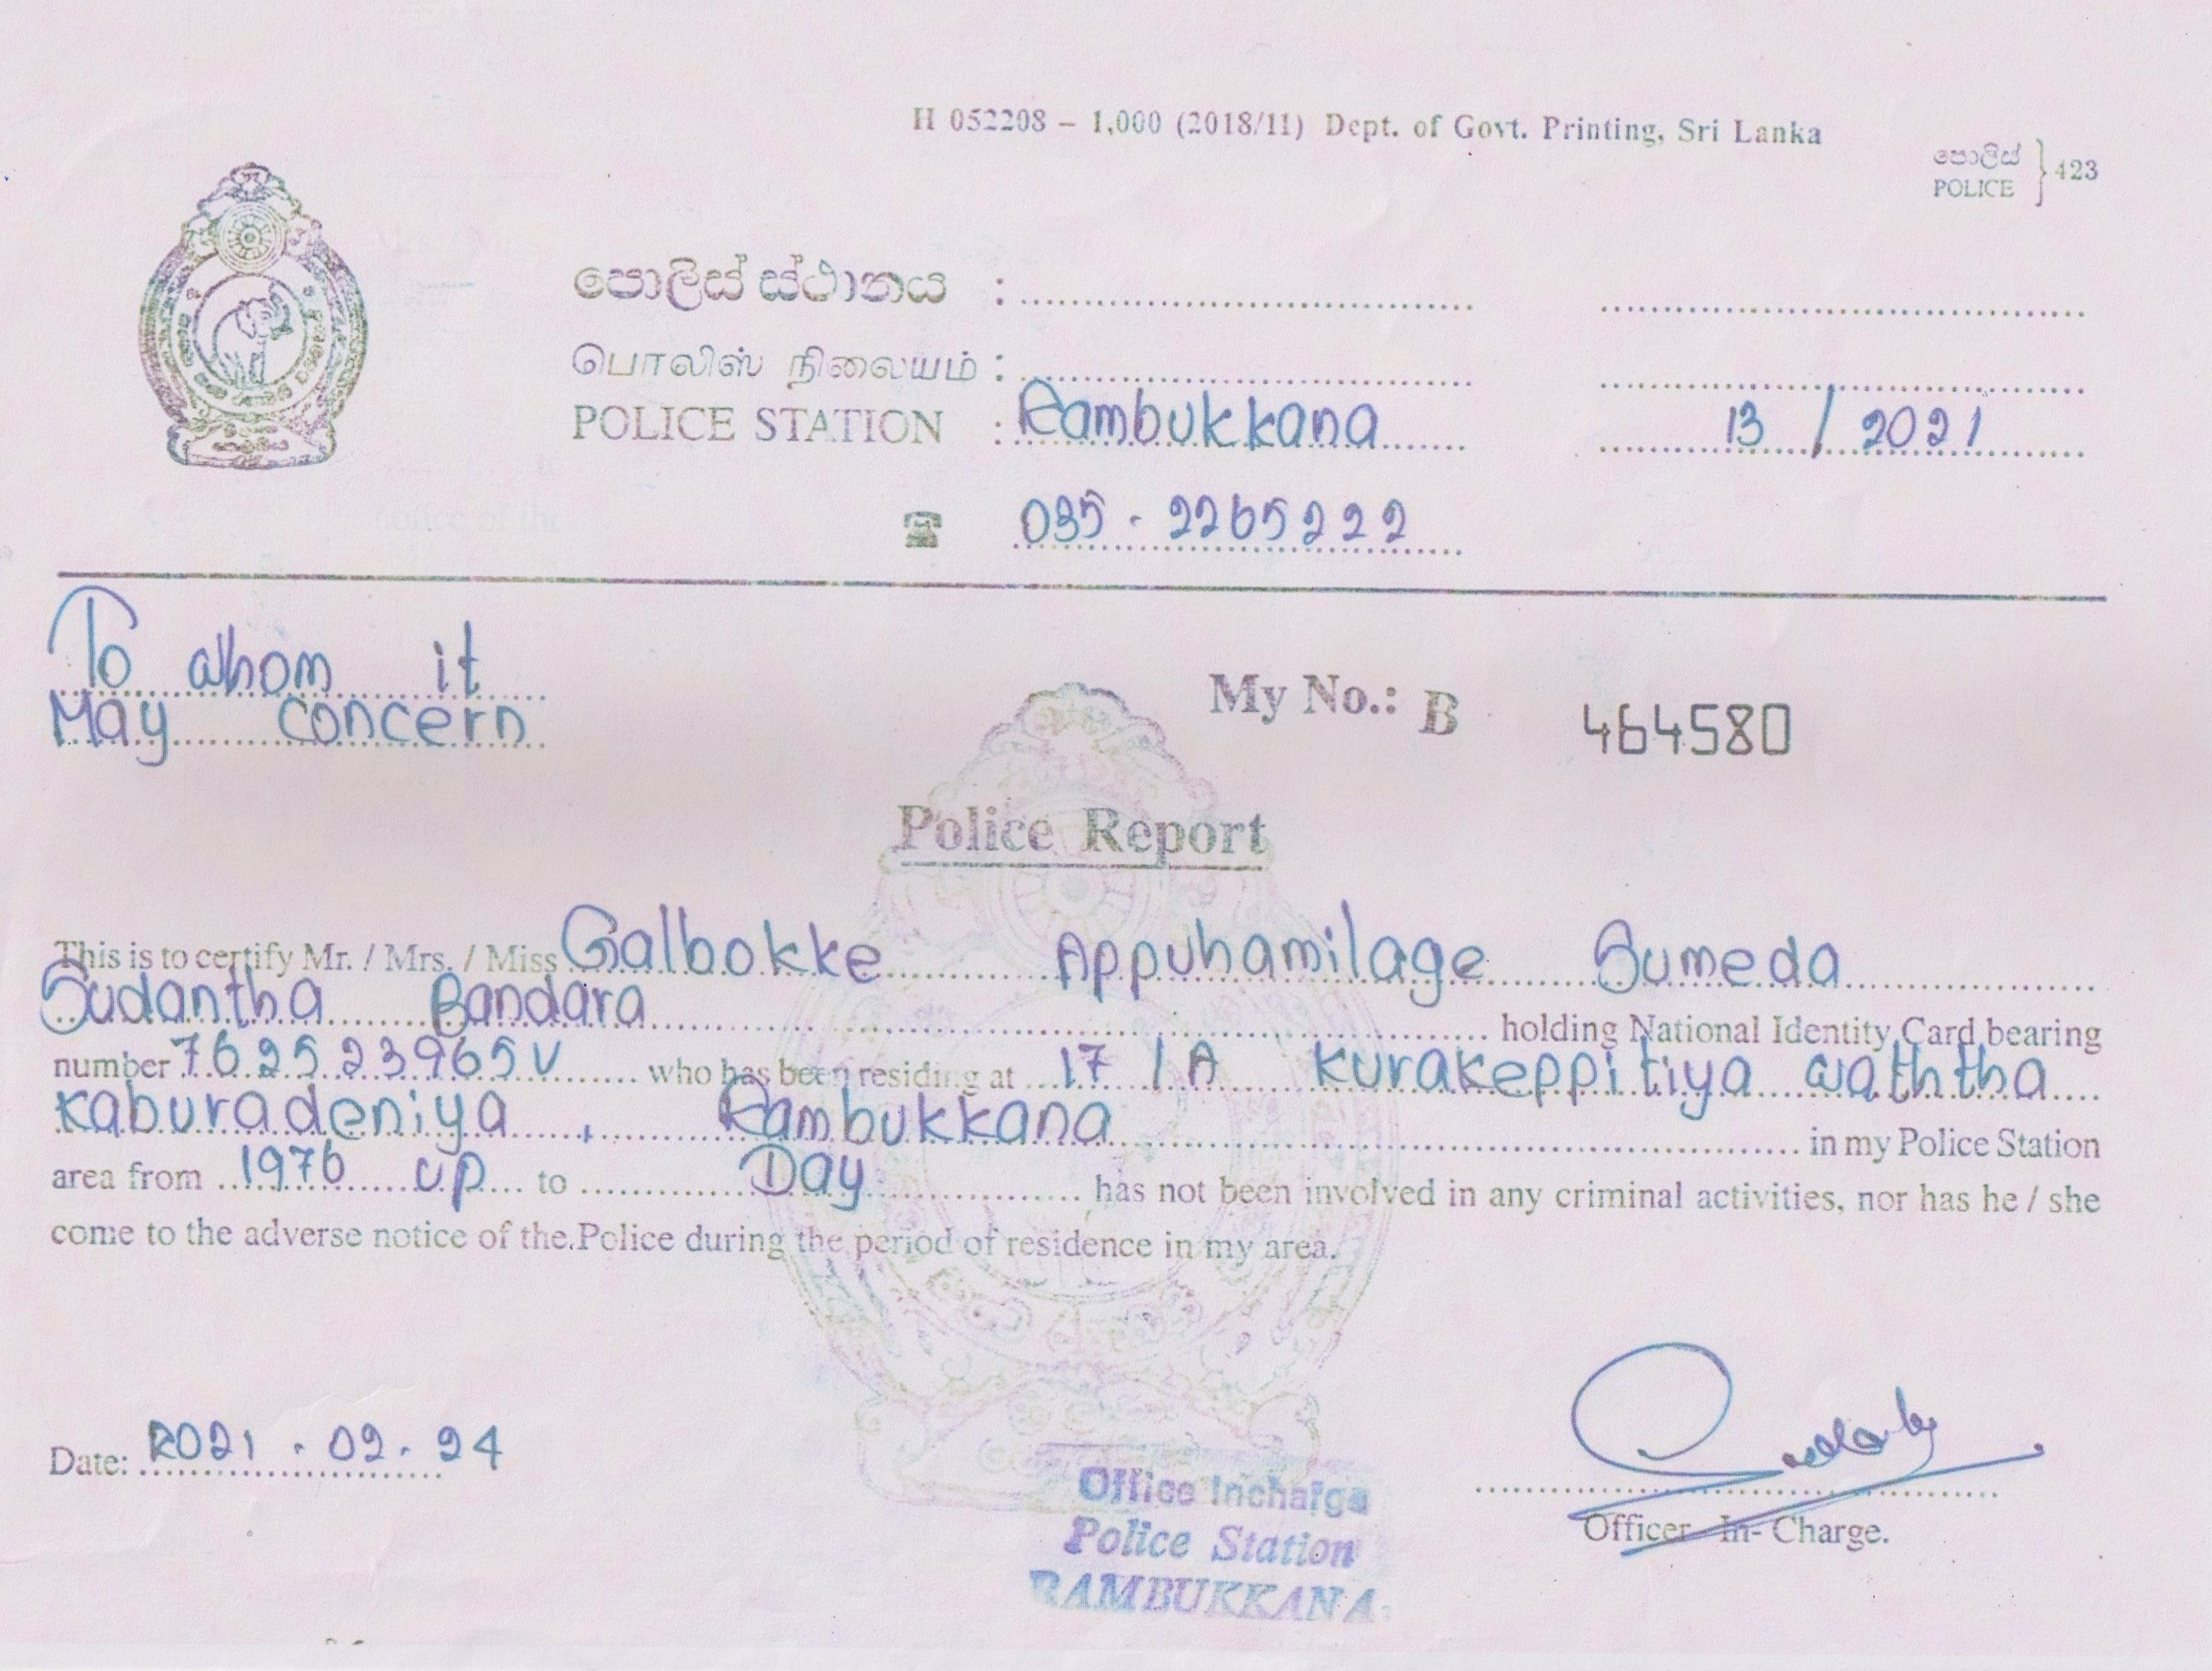 H 052208 – 1,000 (2018/11) Dept. of Govt. Printing, Sri Lanka
පොලිස්
POLICE } 423
පොලිස් ස්ථානය :
பொலிஸ் நிலையம் :
POLICE STATION : Rambukkana 13 / 2021
☎ 035 - 2265222
To whom it
May concern
My No.: B 464580
Police Report
This is to certify Mr. / Mrs. / Miss Galbokke Appuhamilage Sumeda
Sudantha Bandara holding National Identity Card bearing
number 762523965V who has been residing at 17 / A Kurakeppitiya waththa
Kaburadeniya, Rambukkana in my Police Station
area from 1976 up to Day has not been involved in any criminal activities, nor has he / she
come to the adverse notice of the Police during the period of residence in my area.
Date: 2021 . 02 . 24
Office Incharge
Police Station
RAMBUKKANA
Officer - In - Charge.